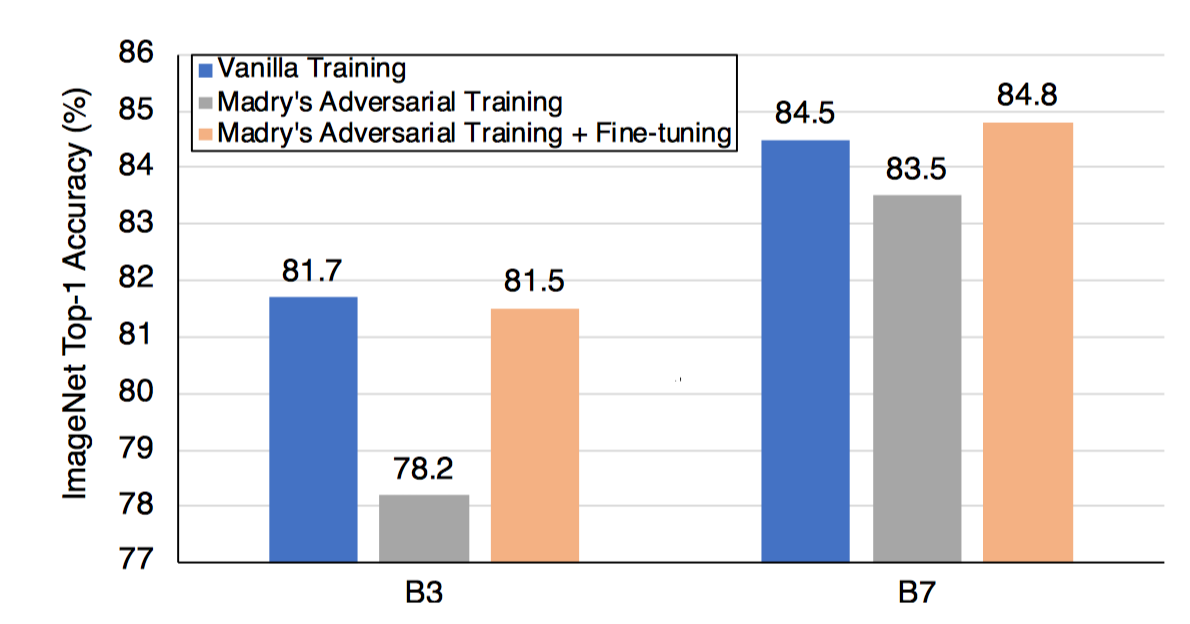 86
85
84
83
82
81
80
79
78
77
ImageNet Top-1 Accuracy (%)
Vanilla Training
Madry's Adversarial Training
Madry's Adversarial Training + Fine-tuning
81.7
78.2
81.5
84.5
83.5
84.8
B3
B7